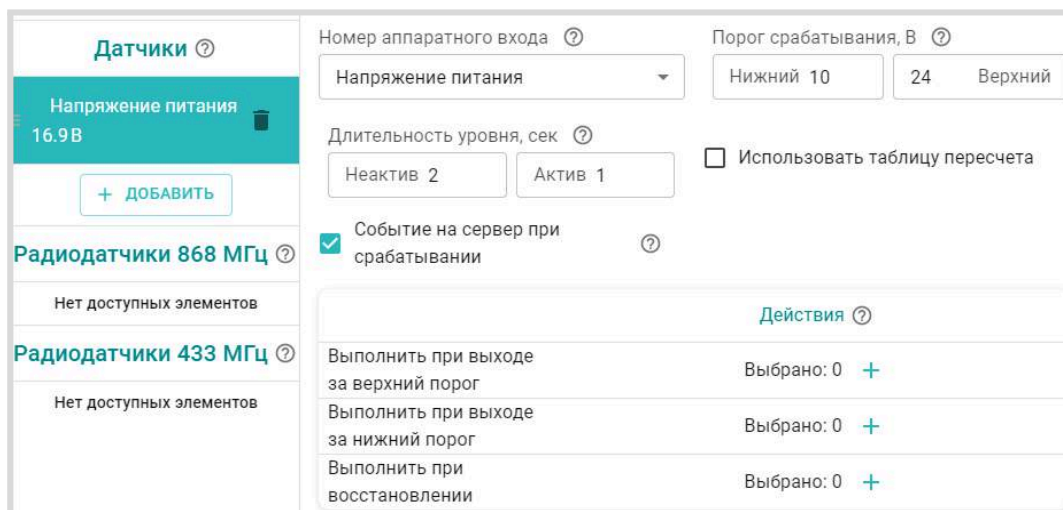 Датчики
Напряжение питания
16.9 В
+ ДОБАВИТЬ
Радиодатчики 868 МГц
Нет доступных элементов
Радиодатчики 433 МГц
Нет доступных элементов
Номер аппаратного входа
Напряжение питания
Порог срабатывания, В
Нижний 10
24 Верхний
Длительность уровня, сек
Неактив 2
Актив 1
Использовать таблицу пересчета
Событие на сервер при
срабатывании
Действия
Выполнить при выходе
за верхний порог
Выбрано: 0 +
Выполнить при выходе
за нижний порог
Выбрано: 0 +
Выполнить при
восстановлении
Выбрано: 0 +